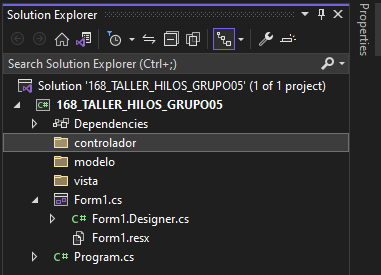 Solution Explorer
Search Solution Explorer (Ctrl+;)
Solution '168_TALLER_HILOS_GRUPO05' (1 of 1 project)
168_TALLER_HILOS_GRUPO05
Dependencies
controlador
modelo
vista
Form1.cs
C# Form1.Designer.cs
Form1.resx
C# Program.cs
Properties